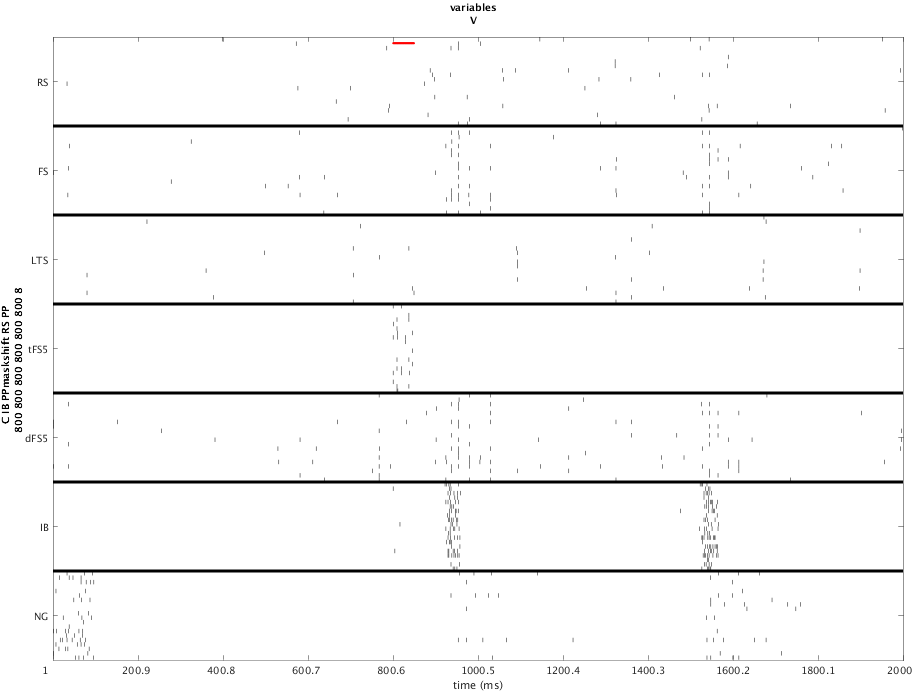 variables
V
RS
FS
LTS
tFS5
dFS5
IB
NG
C IB PPmaskshift RS PP
800 800 800 800 800 800 8
1 200.9 400.8 600.7 800.6 1000.5 1200.4 1400.3 1600.2 1800.1 2000
time (ms)